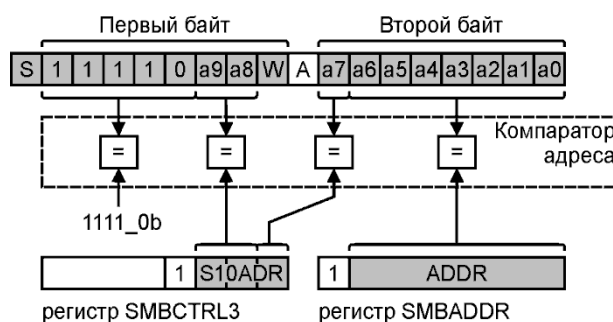 Первый байт Второй байт
S 1 1 1 1 0 a9 a8 W A a7 a6 a5 a4 a3 a2 a1 a0
Компаратор
адреса
= = = =
1111_0b
1 S10ADR 1 ADDR
регистр SMBCTRL3 регистр SMBADDR